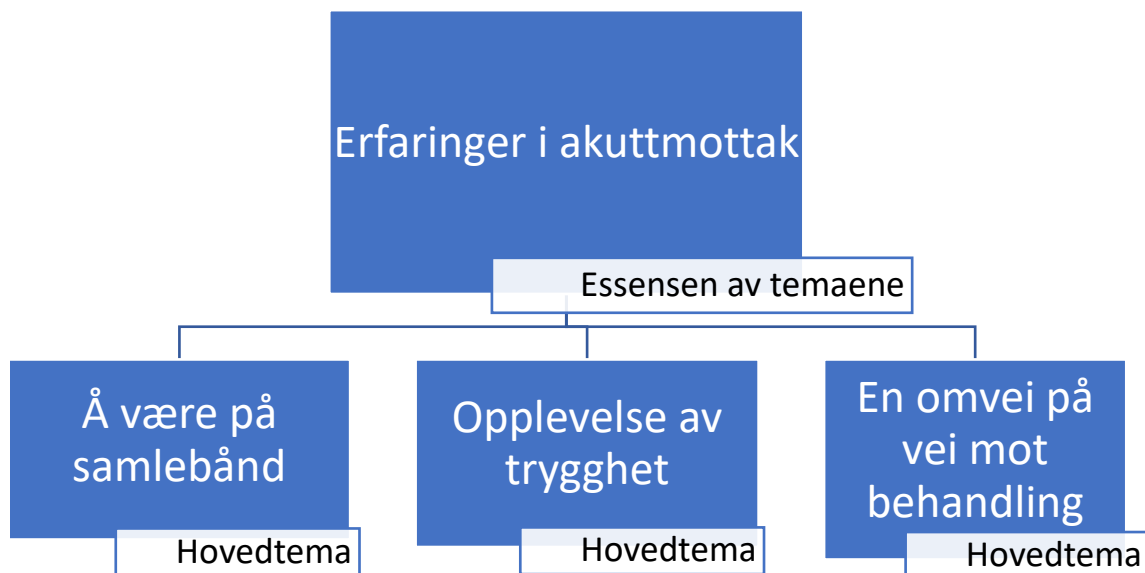 Erfaringer i akuttmottak
Essensen av temaene
Å være på
samlebånd
Hovedtema
Opplevelse av
trygghet
Hovedtema
En omvei på
vei mot
behandling
Hovedtema